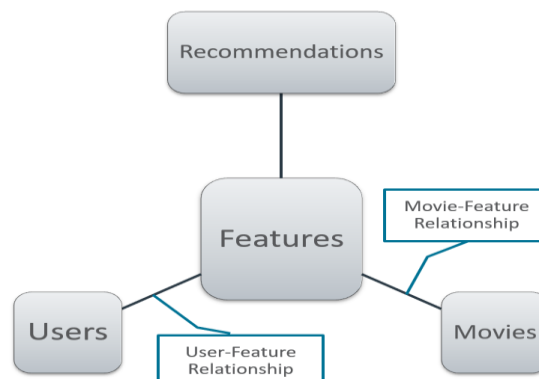 Recommendations
Movie-Feature
Relationship
Features
Users
Movies
User-Feature
Relationship